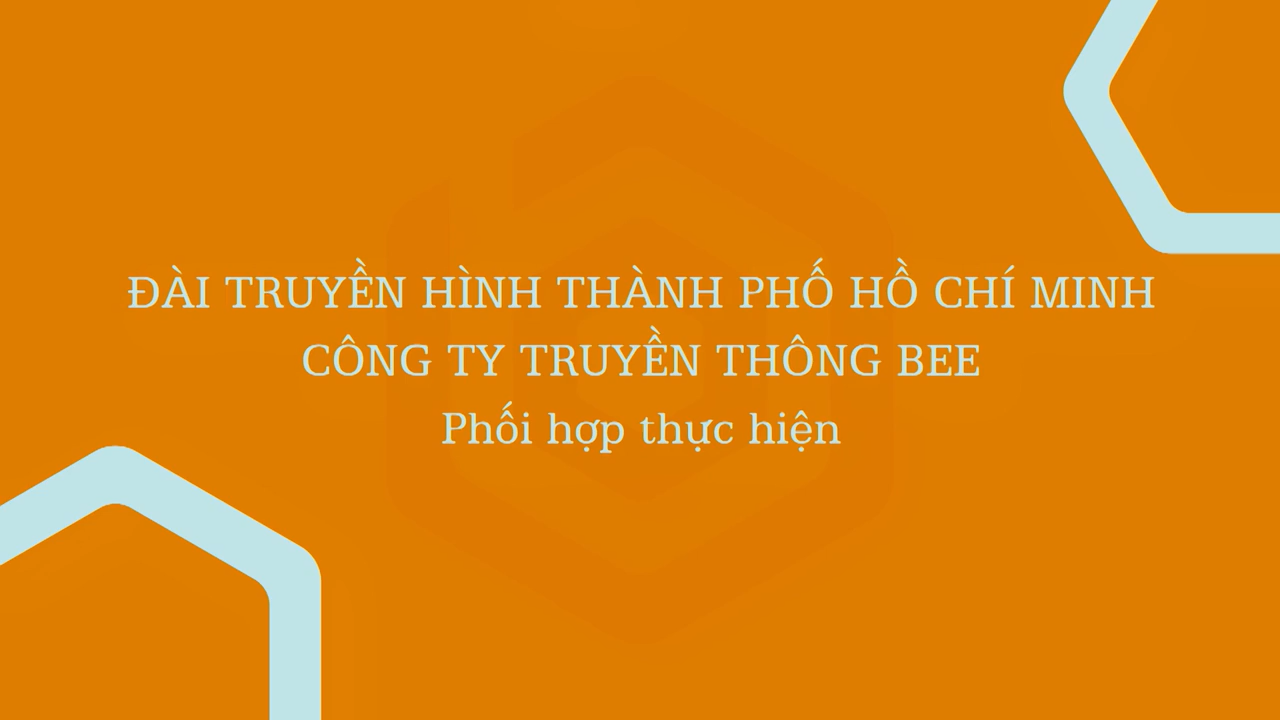 ĐÀI TRUYỀN HÌNH THÀNH PHỐ HỒ CHÍ MINH
CÔNG TY TRUYỀN THÔNG BEE
Phối hợp thực hiện